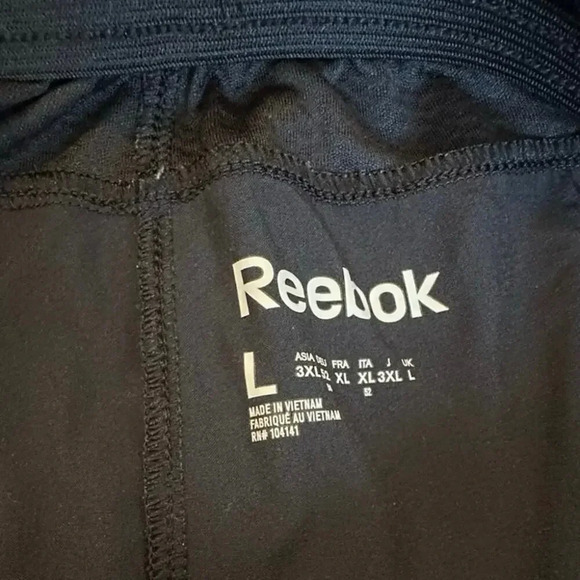 Reebok
L
ASIA DEU FRA ITA J UK
3XL 52 XL XL 3XL L
52
MADE IN VIETNAM
FABRIQUÉ AU VIETNAM
RN# 104141